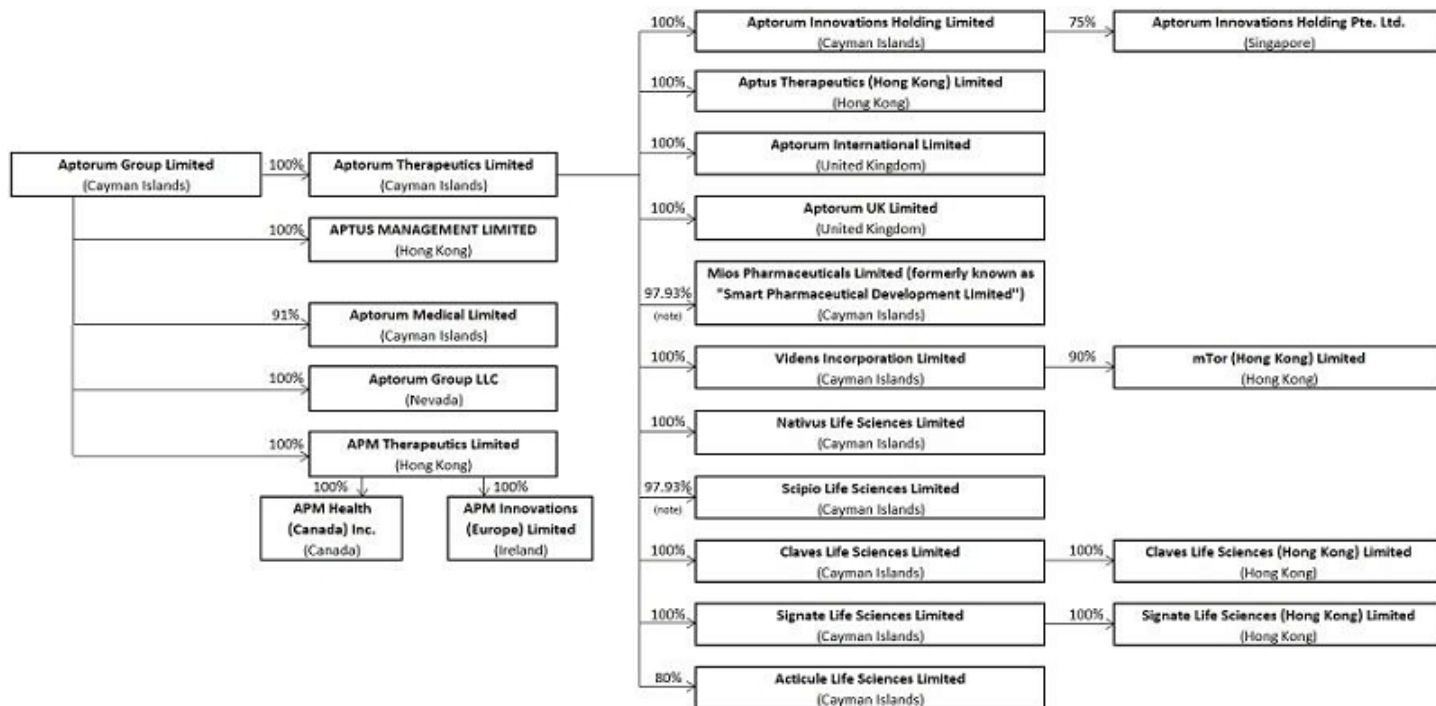 100%
Aptorum Innovations Holding Limited
(Cayman Islands)
75%
Aptorum Innovations Holding Pte. Ltd.
(Singapore)
100%
Aptus Therapeutics (Hong Kong) Limited
(Hong Kong)
100%
Aptorum International Limited
(United Kingdom)
Aptorum Group Limited
(Cayman Islands)
100%
Aptorum Therapeutics Limited
(Cayman Islands)
100%
Aptorum UK Limited
(United Kingdom)
100%
APTUS MANAGEMENT LIMITED
(Hong Kong)
97.93%
(note)
Mios Pharmaceuticals Limited (formerly known as
"Smart Pharmaceutical Development Limited")
(Cayman Islands)
91%
Aptorum Medical Limited
(Cayman Islands)
100%
Videns Incorporation Limited
(Cayman Islands)
90%
mTor (Hong Kong) Limited
(Hong Kong)
100%
Aptorum Group LLC
(Nevada)
100%
Nativus Life Sciences Limited
(Cayman Islands)
100%
APM Therapeutics Limited
(Hong Kong)
97.93%
(note)
Scipio Life Sciences Limited
(Cayman Islands)
100%
100%
APM Health
(Canada) Inc.
(Canada)
APM Innovations
(Europe) Limited
(Ireland)
100%
Claves Life Sciences Limited
(Cayman Islands)
100%
Claves Life Sciences (Hong Kong) Limited
(Hong Kong)
100%
Signate Life Sciences Limited
(Cayman Islands)
100%
Signate Life Sciences (Hong Kong) Limited
(Hong Kong)
80%
Acticule Life Sciences Limited
(Cayman Islands)